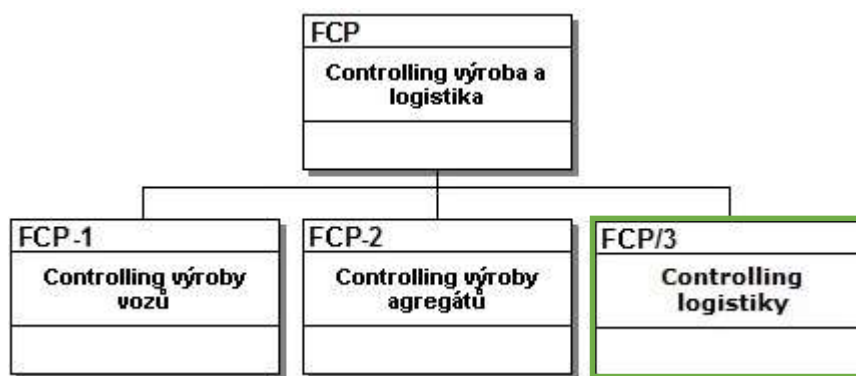 FCP
Controlling výroba a
logistika
FCP-1
Controlling výroby
vozů
FCP-2
Controlling výroby
agregátů
FCP/3
Controlling
logistiky